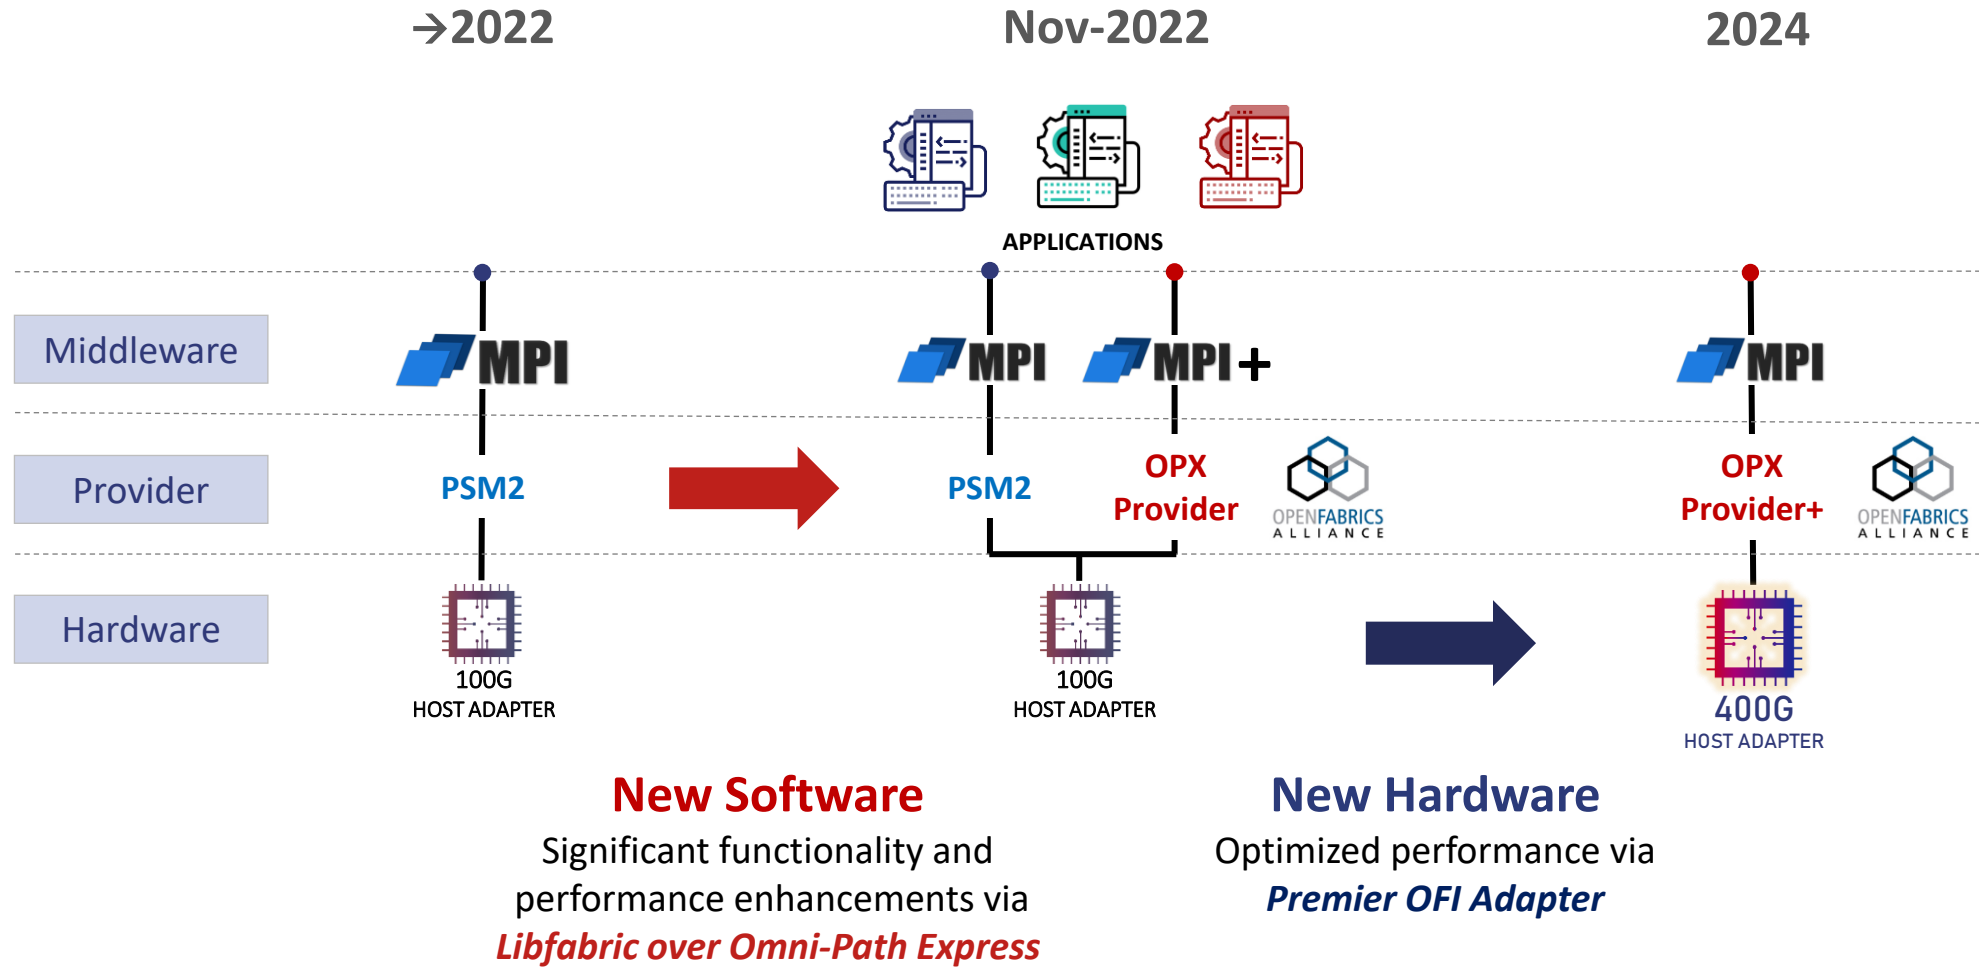 →2022
Nov-2022
2024
APPLICATIONS
Middleware
MPI
MPI
MPI +
MPI
Provider
PSM2
PSM2
OPX
Provider
OPENFABRICS
ALLIANCE
OPX
Provider+
OPENFABRICS
ALLIANCE
Hardware
100G
HOST ADAPTER
100G
HOST ADAPTER
400G
HOST ADAPTER
New Software
Significant functionality and
performance enhancements via
Libfabric over Omni-Path Express
New Hardware
Optimized performance via
Premier OFI Adapter